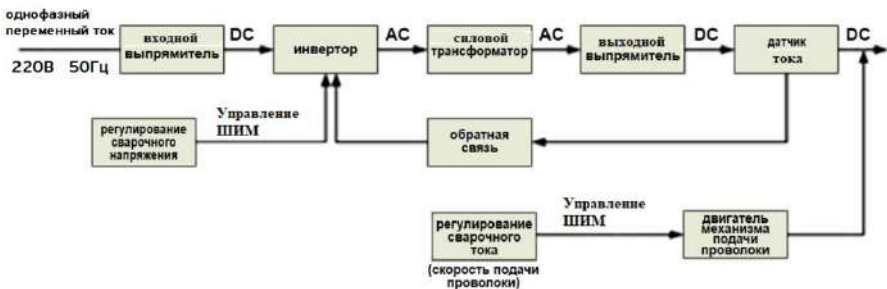 однофазный
переменный ток
220В 50Гц
входной
выпрямитель
DC
инвертор
AC
силовой
трансформатор
AC
выходной
выпрямитель
DC
датчик
тока
DC
регулирование
сварочного
напряжения
Управление
ШИМ
обратная
связь
регулирование
сварочного
тока
(скорость подачи
проволоки)
Управление
ШИМ
двигатель
механизма
подачи
проволоки